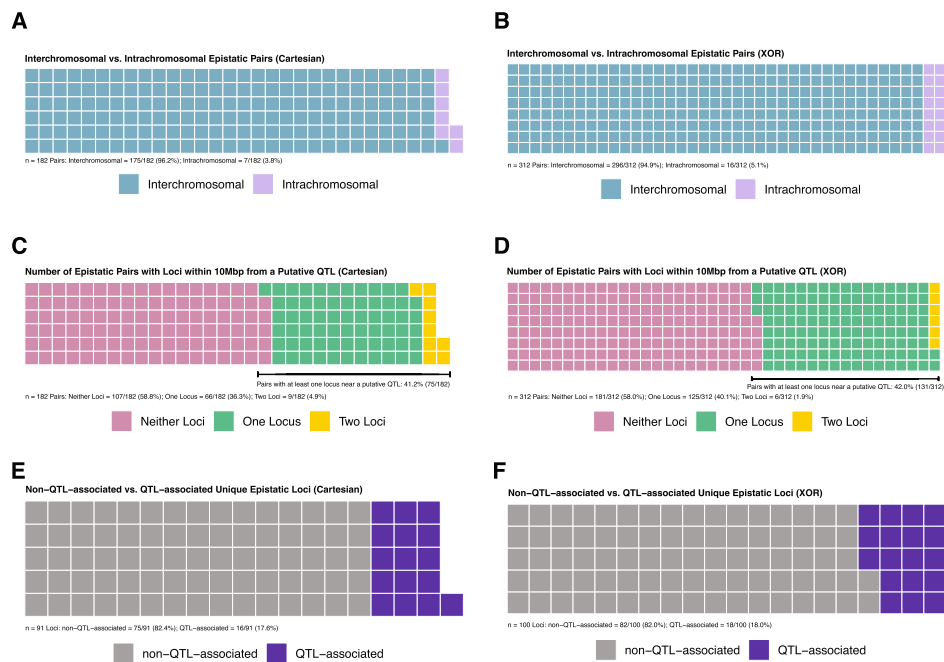 A
Interchromosomal vs. Intrachromosomal Epistatic Pairs (Cartesian)
n = 182 Pairs: Interchromosomal = 175/182 (96.2%); Intrachromosomal = 7/182 (3.8%)
Interchromosomal Intrachromosomal
B
Interchromosomal vs. Intrachromosomal Epistatic Pairs (XOR)
n = 312 Pairs: Interchromosomal = 296/312 (94.9%); Intrachromosomal = 16/312 (5.1%)
Interchromosomal Intrachromosomal
C
Number of Epistatic Pairs with Loci within 10Mbp from a Putative QTL (Cartesian)
Pairs with at least one locus near a putative QTL: 41.2% (75/182)
n = 182 Pairs: Neither Loci = 107/182 (58.8%); One Locus = 66/182 (36.3%); Two Loci = 9/182 (4.9%)
Neither Loci One Locus Two Loci
D
Number of Epistatic Pairs with Loci within 10Mbp from a Putative QTL (XOR)
Pairs with at least one locus near a putative QTL: 42.0% (131/312)
n = 312 Pairs: Neither Loci = 181/312 (58.0%); One Locus = 125/312 (40.1%); Two Loci = 6/312 (1.9%)
Neither Loci One Locus Two Loci
E
Non−QTL−associated vs. QTL−associated Unique Epistatic Loci (Cartesian)
n = 91 Loci: non−QTL−associated = 75/91 (82.4%); QTL−associated = 16/91 (17.6%)
non−QTL−associated QTL−associated
F
Non−QTL−associated vs. QTL−associated Unique Epistatic Loci (XOR)
n = 100 Loci: non−QTL−associated = 82/100 (82.0%); QTL−associated = 18/100 (18.0%)
non−QTL−associated QTL−associated